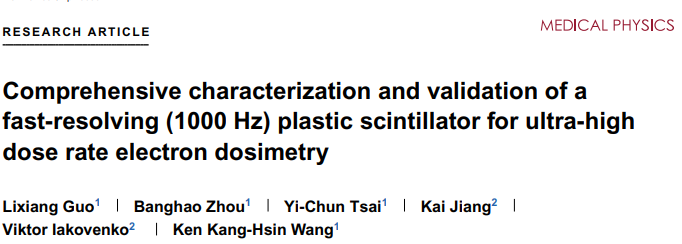 RESEARCH ARTICLE
MEDICAL PHYSICS
Comprehensive characterization and validation of a
fast-resolving (1000 Hz) plastic scintillator for ultra-high
dose rate electron dosimetry
Lixiang Guo1 | Banghao Zhou1 | Yi-Chun Tsai1 | Kai Jiang2 |
Viktor Iakovenko2 | Ken Kang-Hsin Wang1